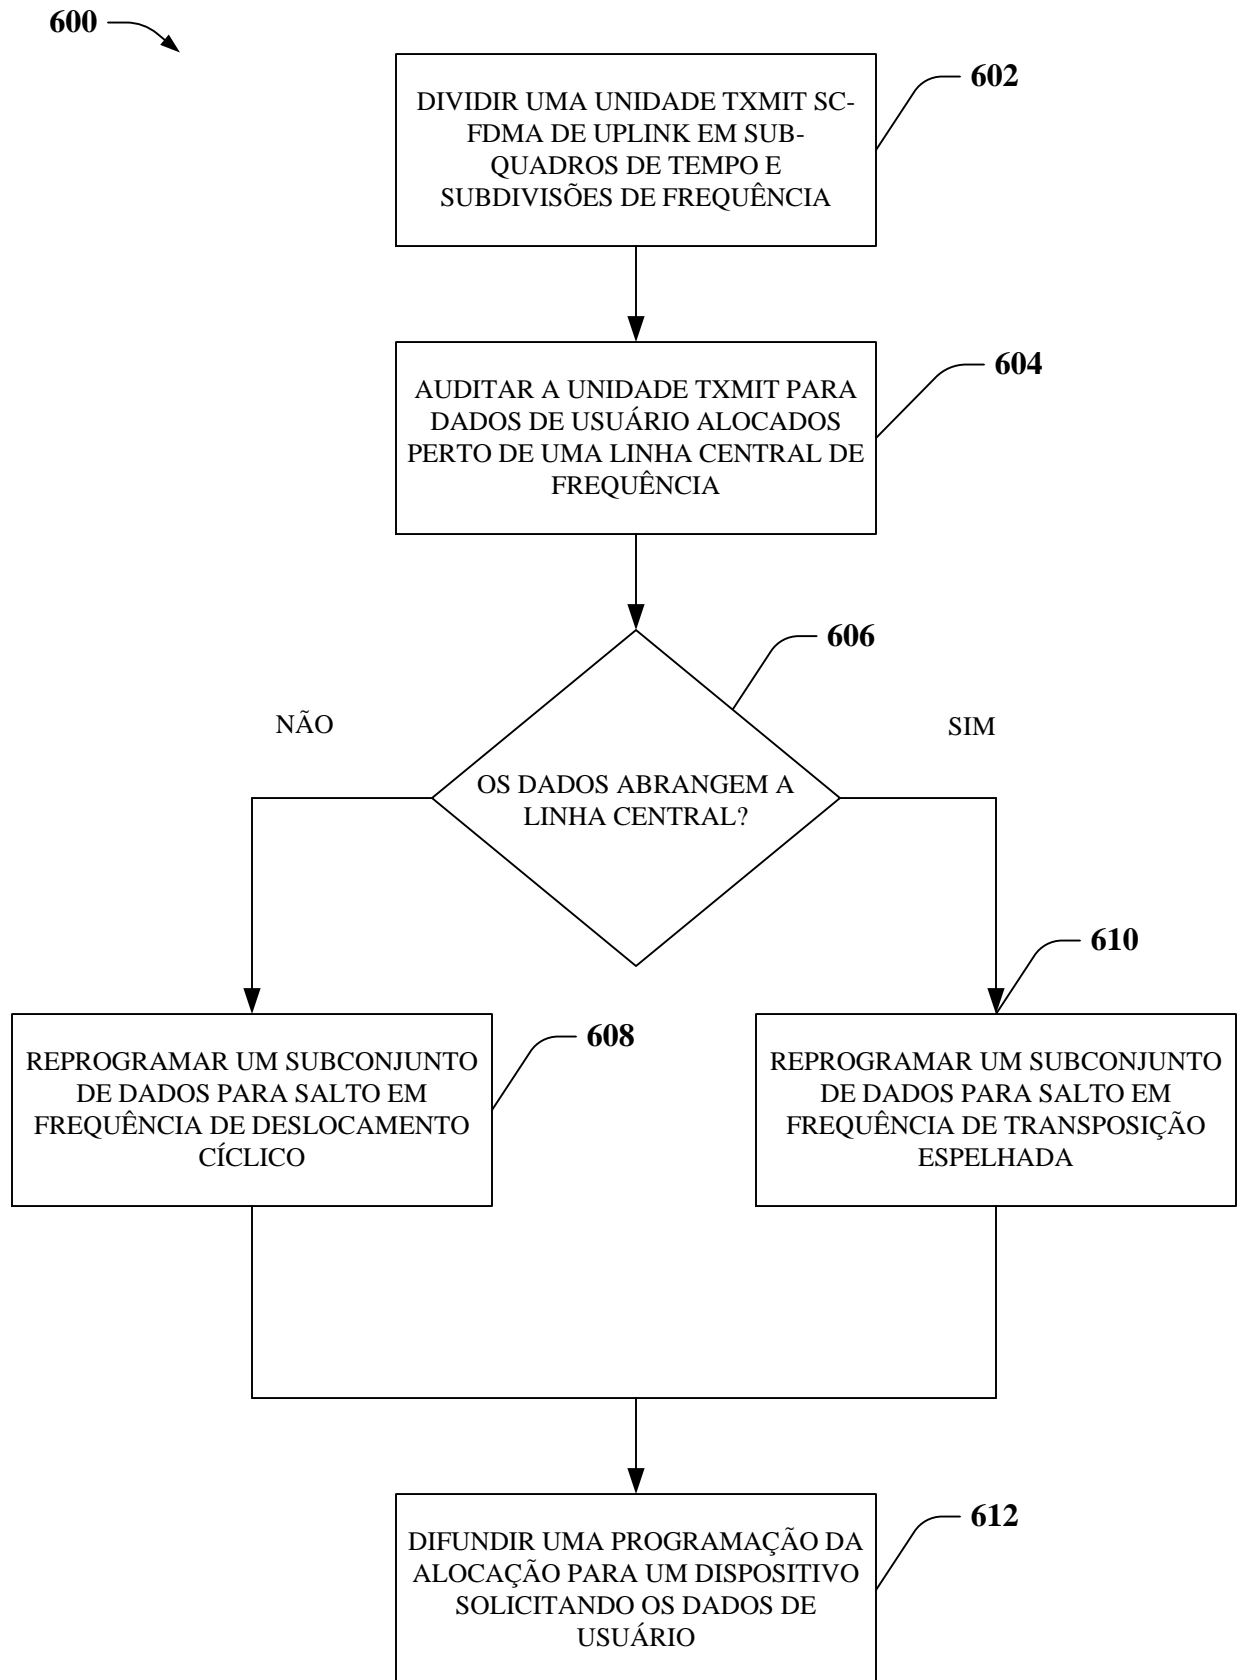 600
602
DIVIDIR UMA UNIDADE TXMIT SC-
FDMA DE UPLINK EM SUB-
QUADROS DE TEMPO E
SUBDIVISÕES DE FREQUÊNCIA
604
AUDITAR A UNIDADE TXMIT PARA
DADOS DE USUÁRIO ALOCADOS
PERTO DE UMA LINHA CENTRAL DE
FREQUÊNCIA
606
NÃO
SIM
OS DADOS ABRANGEM A
LINHA CENTRAL?
610
608
REPROGRAMAR UM SUBCONJUNTO
DE DADOS PARA SALTO EM
FREQUÊNCIA DE DESLOCAMENTO
CÍCLICO
REPROGRAMAR UM SUBCONJUNTO
DE DADOS PARA SALTO EM
FREQUÊNCIA DE TRANSPOSIÇÃO
ESPELHADA
612
DIFUNDIR UMA PROGRAMAÇÃO DA
ALOCAÇÃO PARA UM DISPOSITIVO
SOLICITANDO OS DADOS DE
USUÁRIO